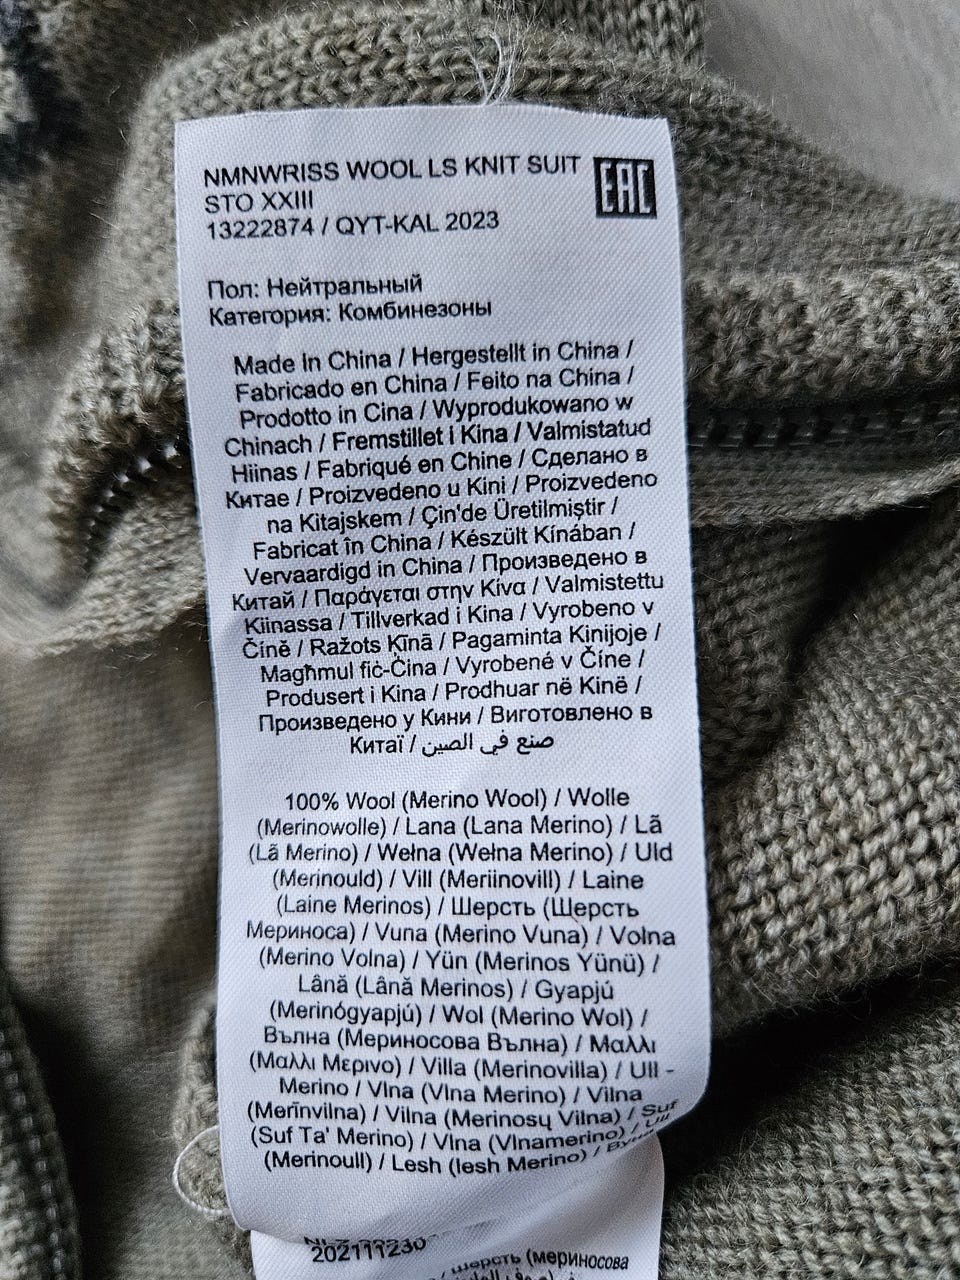 NMNWRISS WOOL LS KNIT SUIT
STO XXIII
13222874 / QYT-KAL 2023
EAC
Пол: Нейтральный
Категория: Комбинезоны
Made in China / Hergestellt in China /
Fabricado en China / Feito na China /
Prodotto in Cina / Wyprodukowano w
Chinach / Fremstillet i Kina / Valmistatud
Hiinas / Fabriqué en Chine / Сделано в
Китае / Proizvedeno u Kini / Proizvedeno
na Kitajskem / Çin'de Üretilmiştir /
Fabricat în China / Készült Kínában /
Vervaardigd in China / Произведено в
Китай / Παράγεται στην Κίνα / Valmistettu
Kiinassa / Tillverkad i Kina / Vyrobeno v
Číně / Ražots Ķīnā / Pagaminta Kinijoje /
Magħmul fiċ-Ċina / Vyrobené v Číne /
Produsert i Kina / Prodhuar në Kinë /
Произведено у Кини / Виготовлено в
Китаї / صنع في الصين
100% Wool (Merino Wool) / Wolle
(Merinowolle) / Lana (Lana Merino) / Lã
(Lã Merino) / Wełna (Wełna Merino) / Uld
(Merinould) / Vill (Meriinovill) / Laine
(Laine Merinos) / Шерсть (Щерсть
Мериноса) / Vuna (Merino Vuna) / Volna
(Merino Volna) / Yün (Merinos Yünü) /
Lână (Lână Merinos) / Gyapjú
(Merinógyapjú) / Wol (Merino Wol) /
Вълна (Мериносова Вълна) / Μαλλι
(Μαλλι Μερινο) / Villa (Merinovilla) / Ull -
Merino / Vlna (Vlna Merino) / Vilna
(Merīnvilna) / Vilna (Merinosų Vilna) / Suf
(Suf Ta' Merino) / Vlna (Vlnamerino) / Ull
(Merinoull) / Lesh (lesh Merino) /
202111230
Шерсть (мериносова